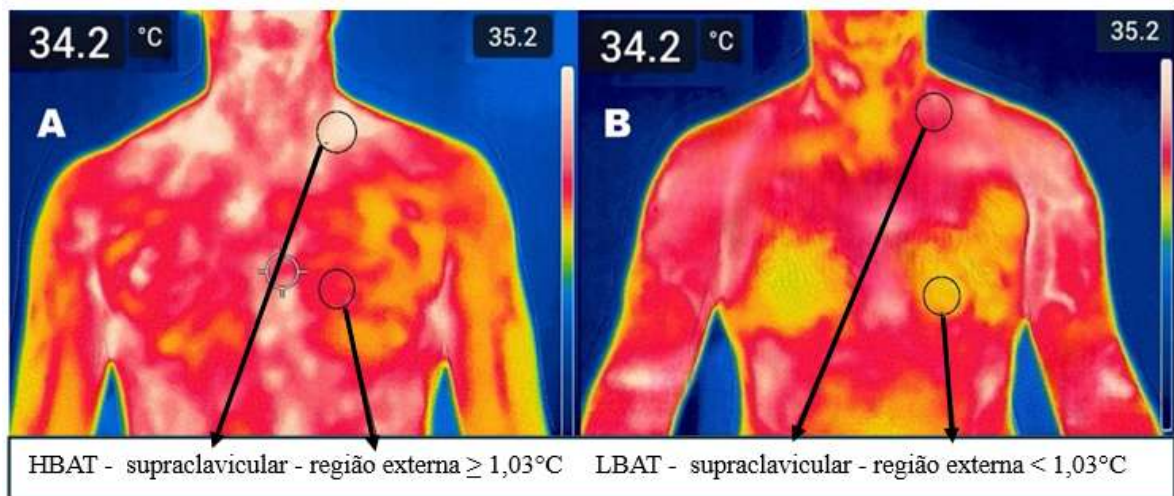 34.2 °C 35.2
34.2 °C 35.2
A
B
HBAT - supraclavicular - região externa ≥ 1,03°C
LBAT - supraclavicular - região externa < 1,03°C